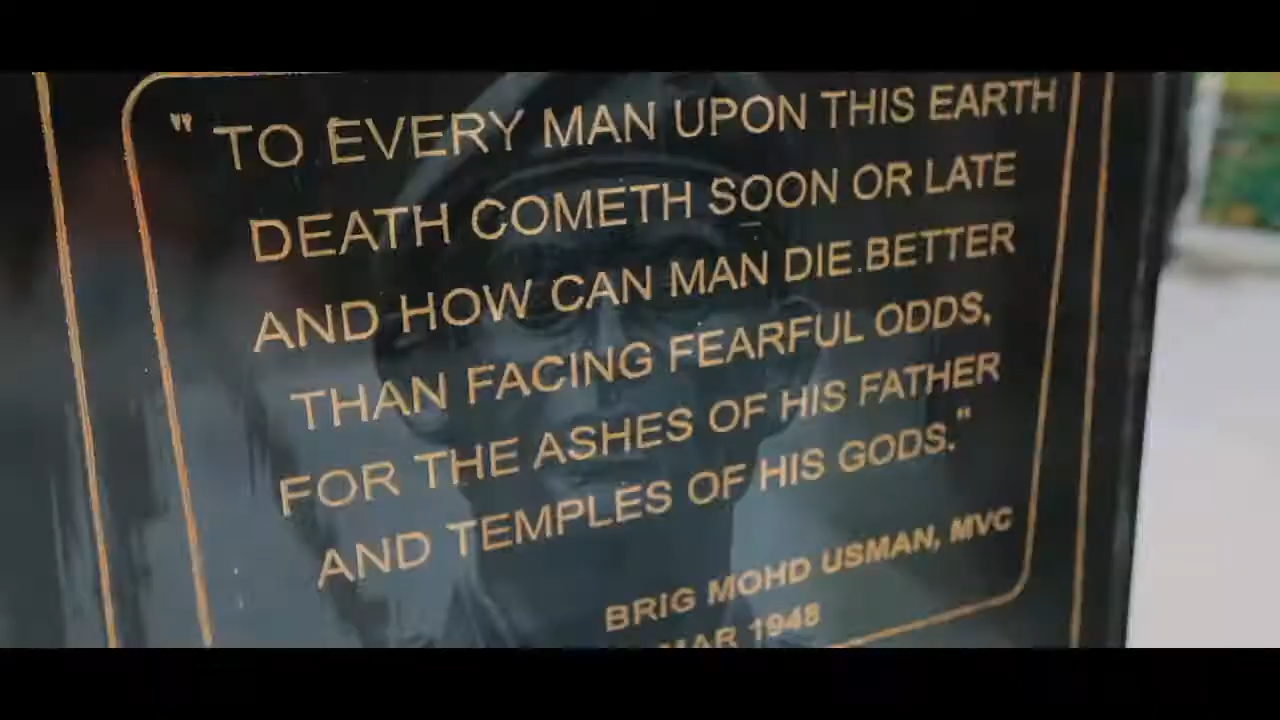 " TO EVERY MAN UPON THIS EARTH
DEATH COMETH SOON OR LATE
AND HOW CAN MAN DIE BETTER
THAN FACING FEARFUL ODDS,
FOR THE ASHES OF HIS FATHER
AND TEMPLES OF HIS GODS."
BRIG MOHD USMAN, MVC
MAR 1948